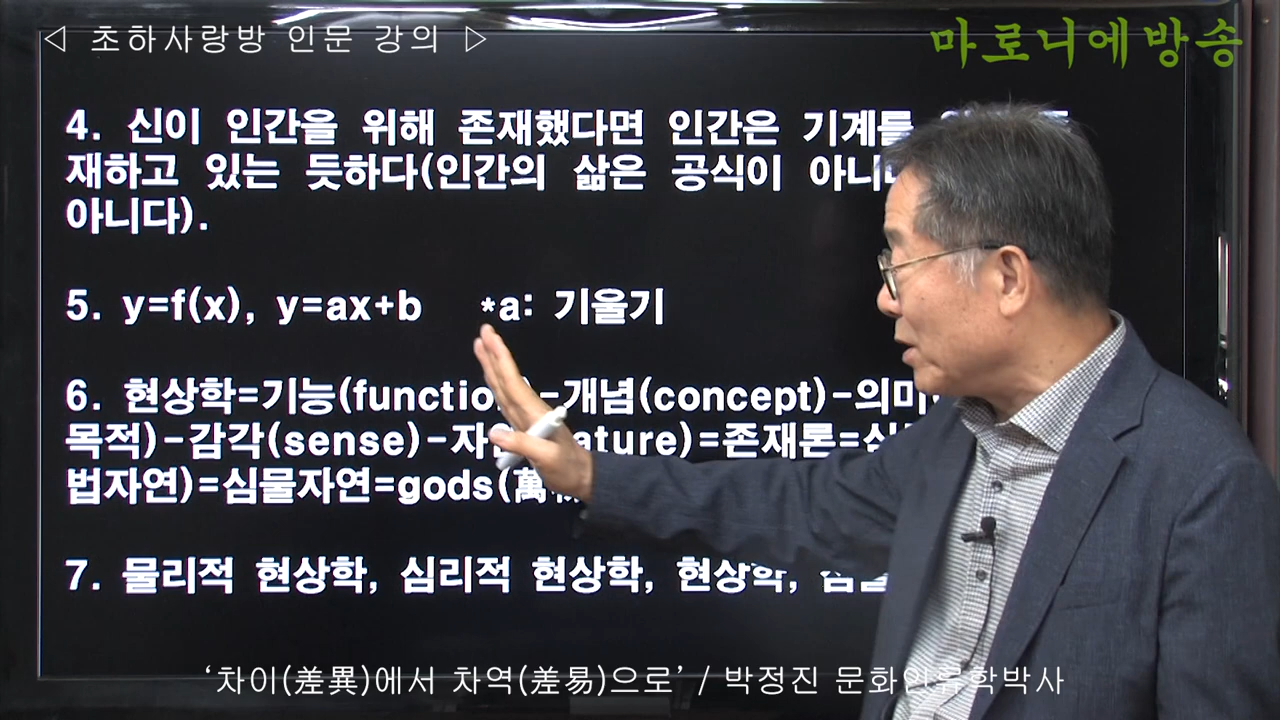 ◁ 초하사랑방 인문 강의 ▷
마로니에방송
4. 신이 인간을 위해 존재했다면 인간은 기계를
재하고 있는 듯하다(인간의 삶은 공식이
아니다).
5. y=f(x), y=ax+b *a: 기울기
6. 현상학=기능(function)-개념(concept)-의미
목적)-감각(sense)-자연(nature)=존재론=
법자연)=심물자연=gods(萬
7. 물리적 현상학, 심리적 현상학, 현상학,
‘차이(差異)에서 차역(差易)으로’ / 박정진 문화인류학박사